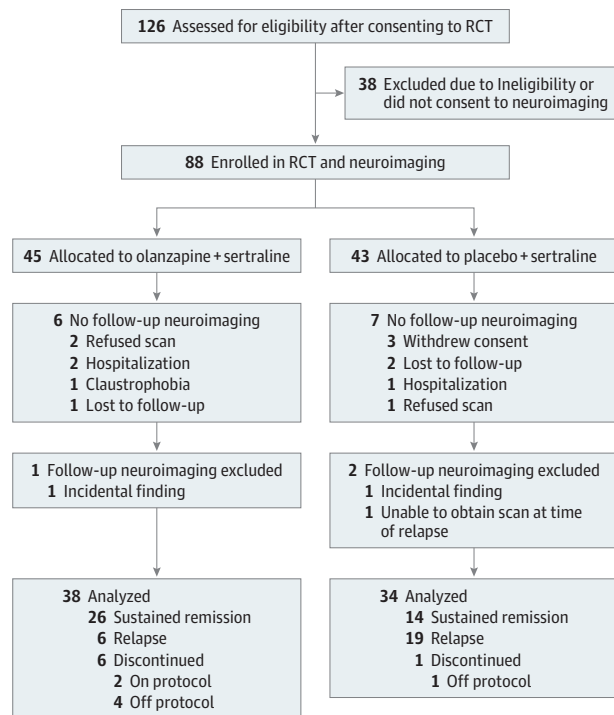 126 Assessed for eligibility after consenting to RCT
38 Excluded due to Ineligibility or
did not consent to neuroimaging
88 Enrolled in RCT and neuroimaging
45 Allocated to olanzapine + sertraline
6 No follow-up neuroimaging
2 Refused scan
2 Hospitalization
1 Claustrophobia
1 Lost to follow-up
1 Follow-up neuroimaging excluded
1 Incidental finding
38 Analyzed
26 Sustained remission
6 Relapse
6 Discontinued
2 On protocol
4 Off protocol
43 Allocated to placebo + sertraline
7 No follow-up neuroimaging
3 Withdrew consent
2 Lost to follow-up
1 Hospitalization
1 Refused scan
2 Follow-up neuroimaging excluded
1 Incidental finding
1 Unable to obtain scan at time
of relapse
34 Analyzed
14 Sustained remission
19 Relapse
1 Discontinued
1 Off protocol